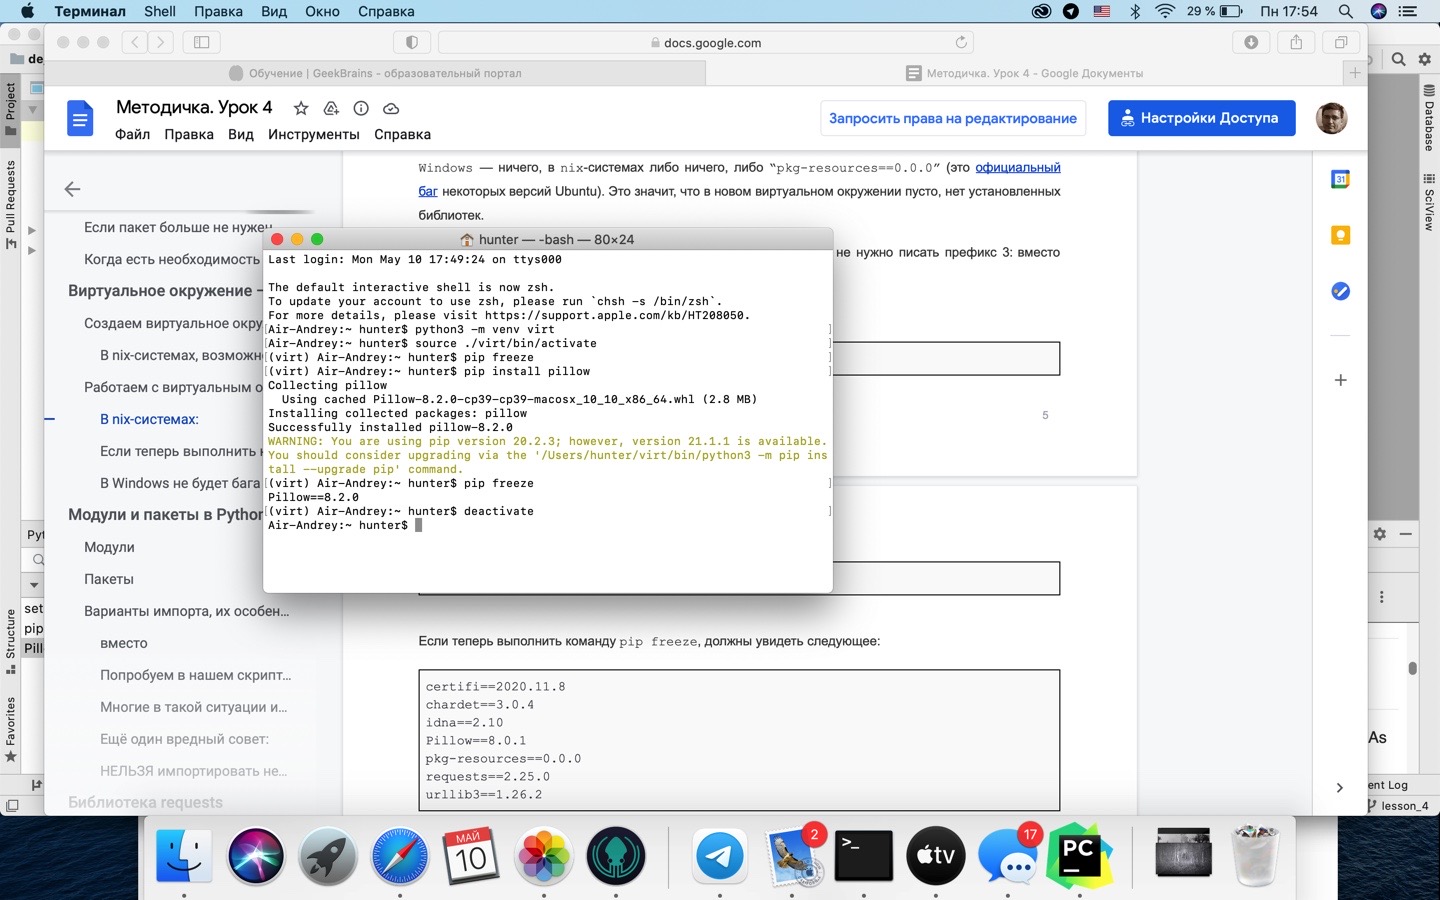 Терминал Shell Правка Вид Окно Справка 29 % Пн 17:54
docs.google.com
Обучение | GeekBrains - образовательный портал
Методичка. Урок 4 - Google Документы
Project
Pull Requests
Structure
Favorites
Database
SciView
Методичка. Урок 4
Файл Правка Вид Инструменты Справка
Запросить права на редактирование
Настройки Доступа
Если пакет больше не нужен
Когда есть необходимость
Виртуальное окружение –
Создаем виртуальное окру
В nix-системах, возможн
Работаем с виртуальным о
В nix-системах:
Если теперь выполнить
В Windows не будет бага
Модули и пакеты в Python
Модули
Пакеты
Варианты импорта, их особен...
вместо
Попробуем в нашем скрипт...
Многие в такой ситуации и...
Ещё один вредный совет:
НЕЛЬЗЯ импортировать не...
Библиотека requests
Windows — ничего, в nix-системах либо ничего, либо “pkg-resources==0.0.0” (это официальный
баг некоторых версий Ubuntu). Это значит, что в новом виртуальном окружении пусто, нет установленных
библиотек.
не нужно писать префикс 3: вместо
5
hunter — -bash — 80×24
Last login: Mon May 10 17:49:24 on ttys000
The default interactive shell is now zsh.
To update your account to use zsh, please run `chsh -s /bin/zsh`.
For more details, please visit https://support.apple.com/kb/HT208050.
[Air-Andrey:~ hunter$ python3 -m venv virt ]
[Air-Andrey:~ hunter$ source ./virt/bin/activate ]
[(virt) Air-Andrey:~ hunter$ pip freeze ]
[(virt) Air-Andrey:~ hunter$ pip install pillow ]
Collecting pillow
Using cached Pillow-8.2.0-cp39-cp39-macosx_10_10_x86_64.whl (2.8 MB)
Installing collected packages: pillow
Successfully installed pillow-8.2.0
WARNING: You are using pip version 20.2.3; however, version 21.1.1 is available.
You should consider upgrading via the '/Users/hunter/virt/bin/python3 -m pip ins
tall --upgrade pip' command.
[(virt) Air-Andrey:~ hunter$ pip freeze ]
Pillow==8.2.0
[(virt) Air-Andrey:~ hunter$ deactivate ]
Air-Andrey:~ hunter$
Если теперь выполнить команду pip freeze, должны увидеть следующее:
certifi==2020.11.8
chardet==3.0.4
idna==2.10
Pillow==8.0.1
pkg-resources==0.0.0
requests==2.25.0
urllib3==1.26.2
de
Pyt
set
pip
Pill
31
As
ent Log
lesson_4
МАЙ
10
2
>_
tv
17
PC